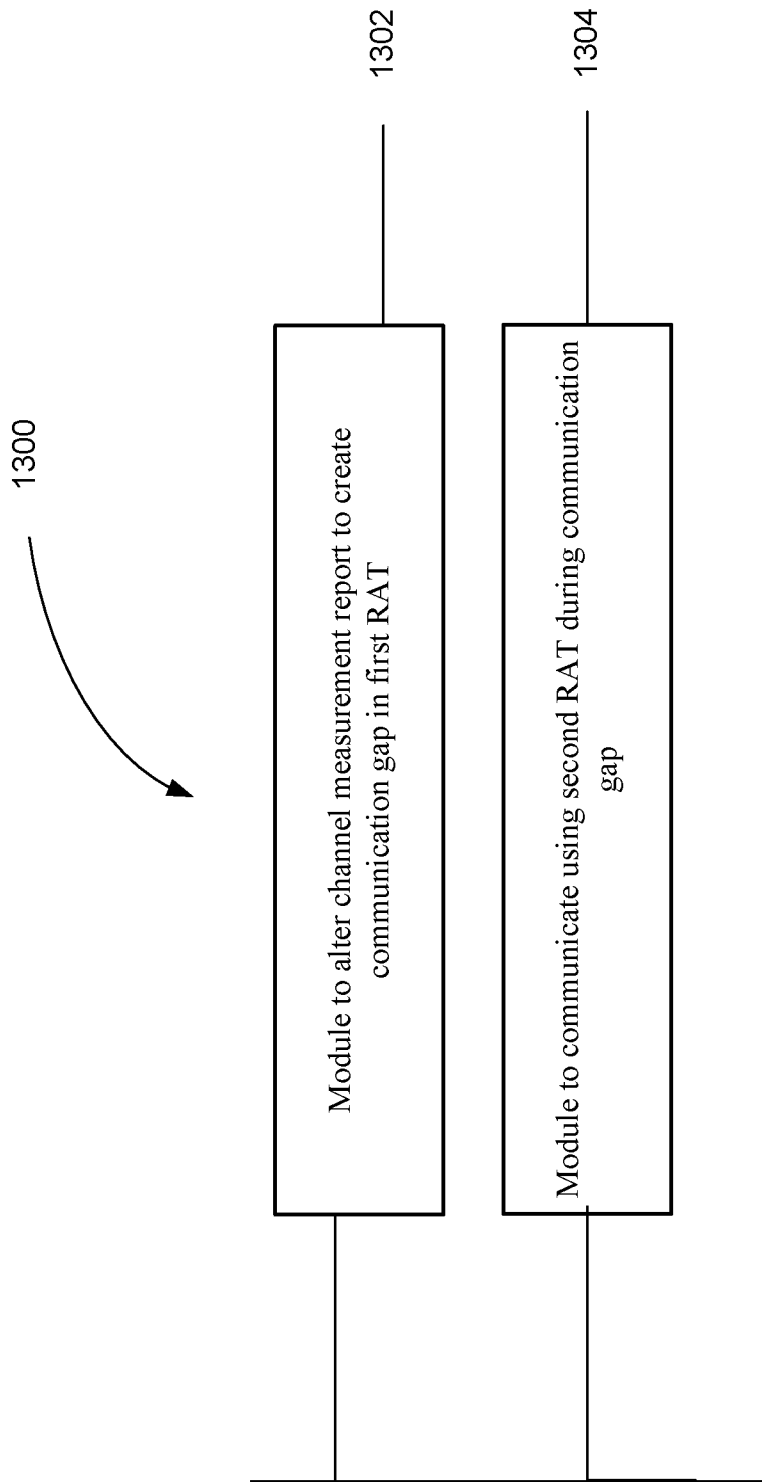 1300
Module to alter channel measurement report to create
communication gap in first RAT
1302
Module to communicate using second RAT during communication
gap
1304